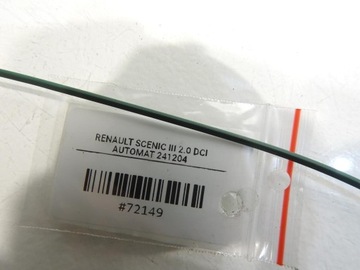 RENAULT SCENIC III 2.0 DCI
AUTOMAT 241204
#72149